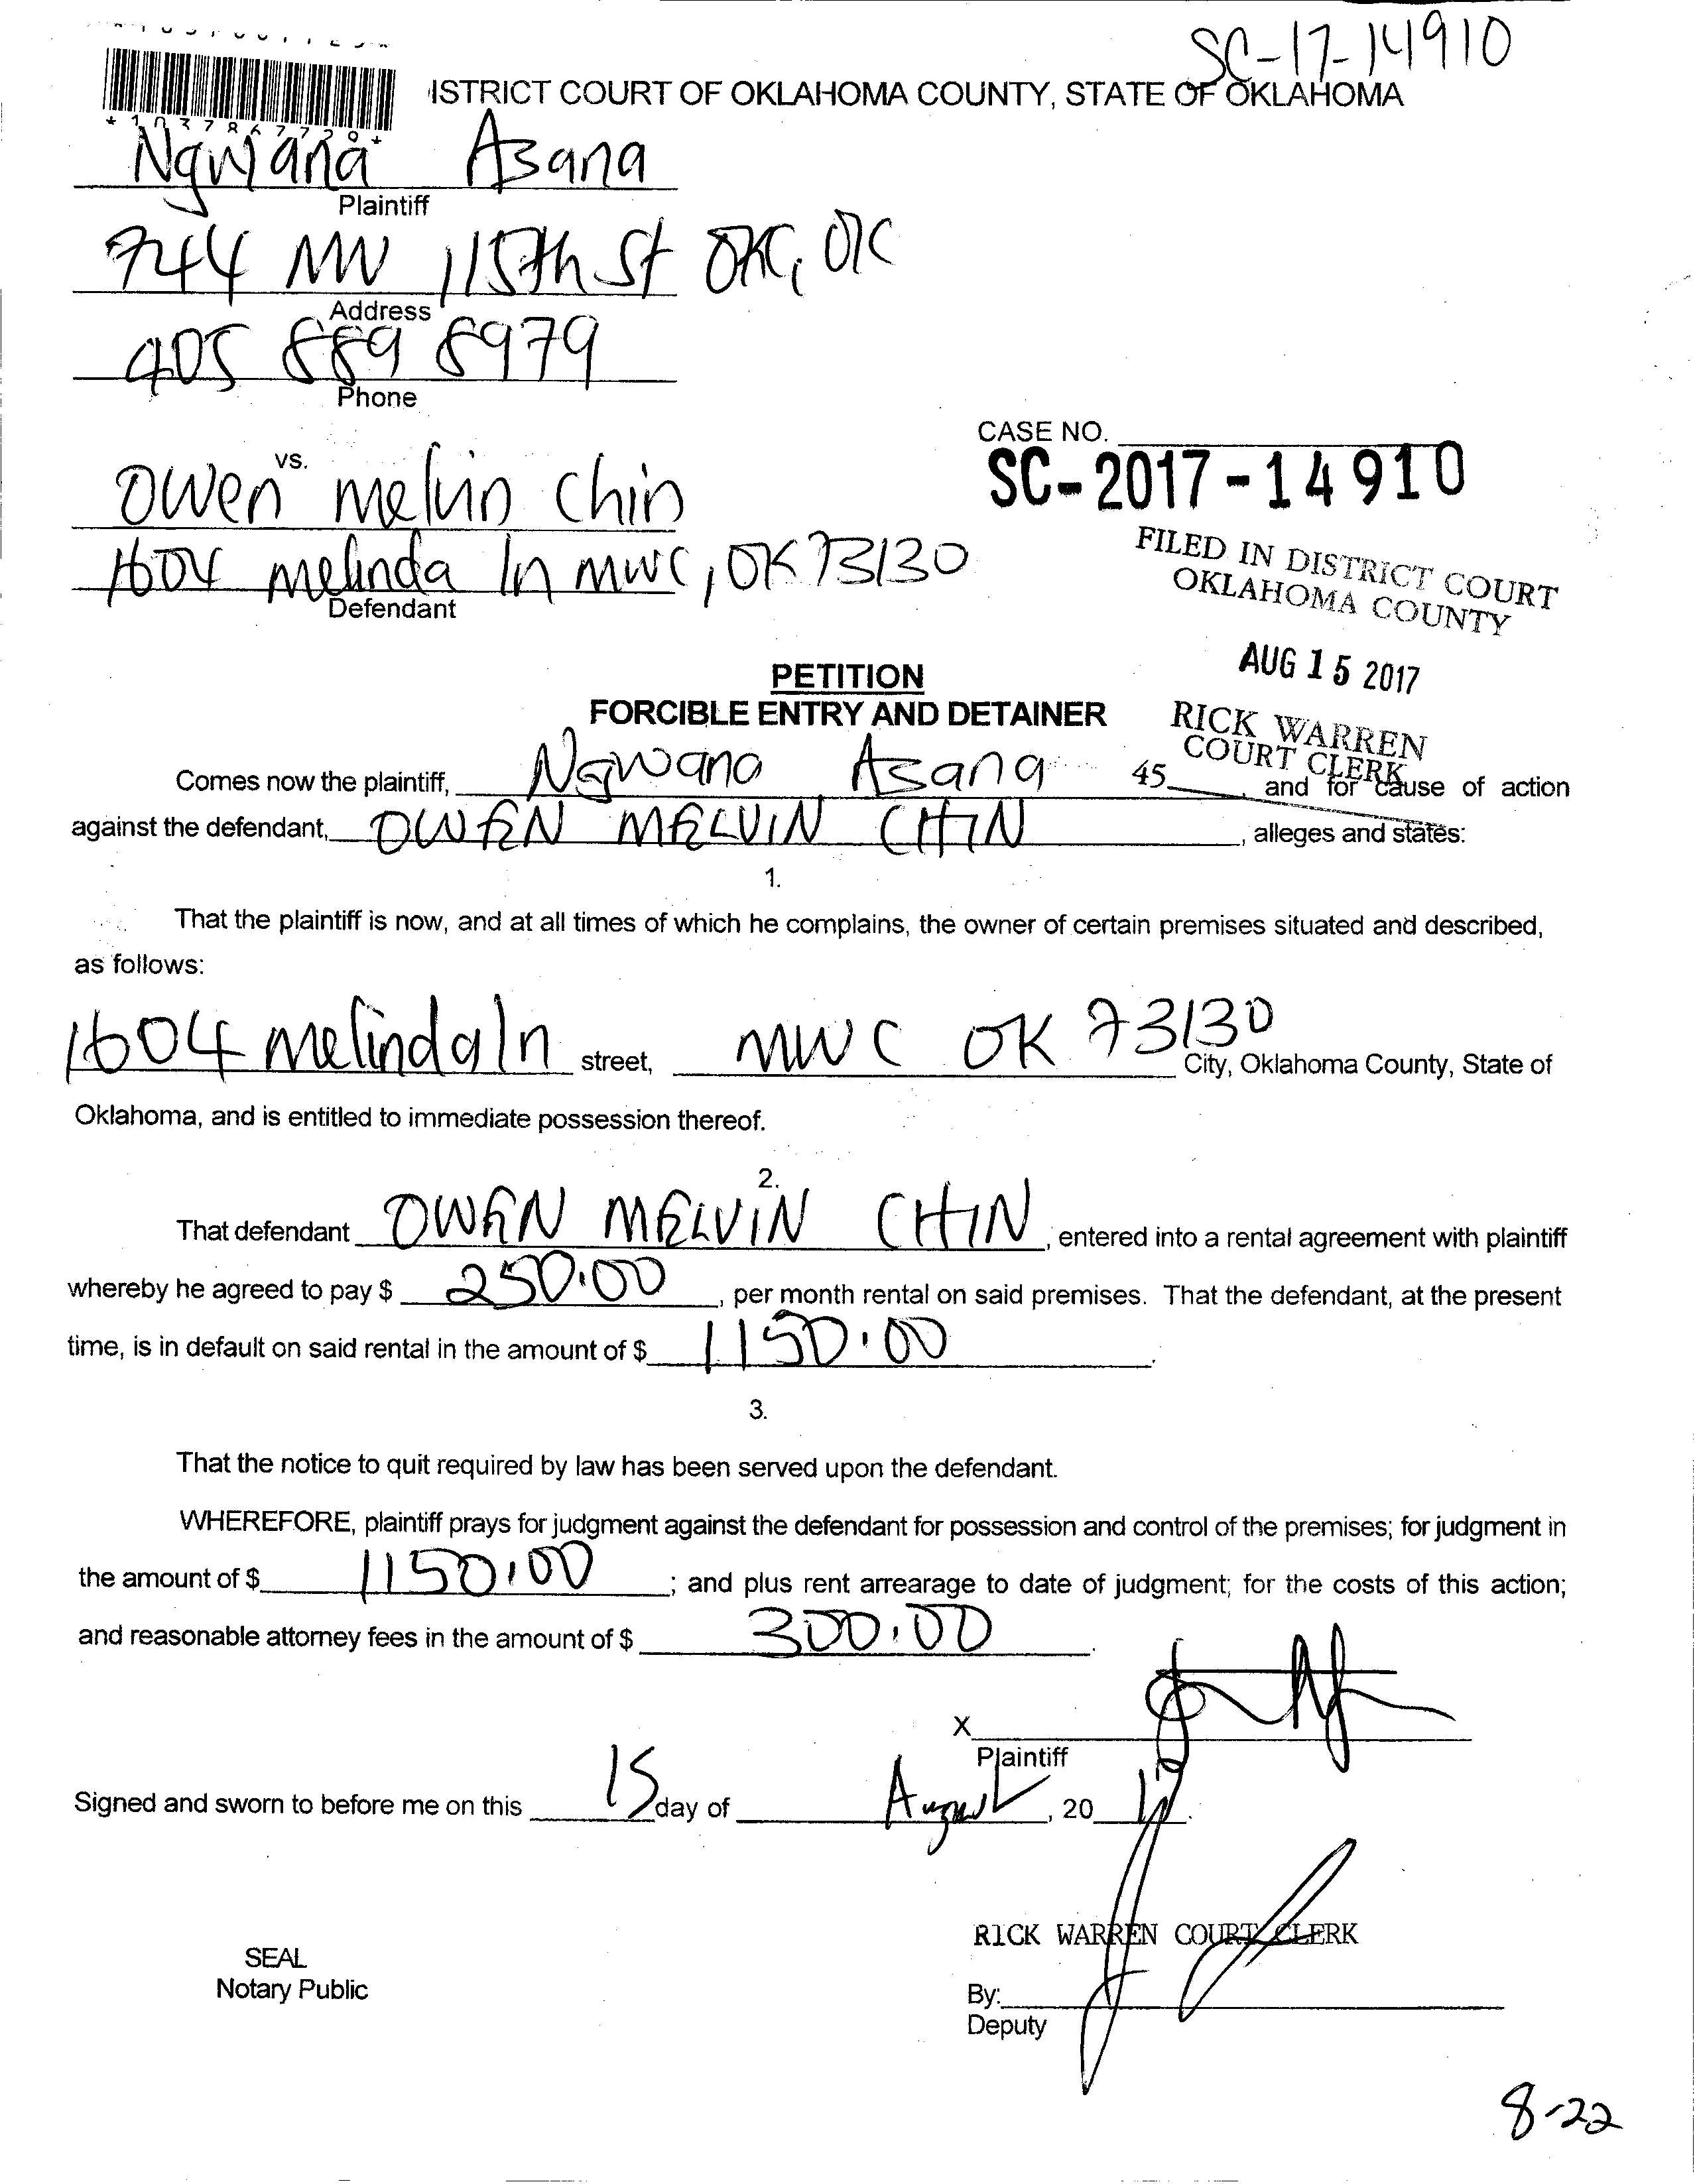 SC-17-14910
ISTRICT COURT OF OKLAHOMA COUNTY, STATE OF OKLAHOMA
*1037867729*
Ngwana Asana
Plaintiff
744 NW 115th St OKC, OK
Address
405 889 8979
Phone
vs.
CASE NO.
Owen Melvin Chin
SC-2017-14910
1604 Melinda ln MWC, OK 73130
Defendant
FILED IN DISTRICT COURT
OKLAHOMA COUNTY
AUG 15 2017
RICK WARREN
COURT CLERK
45
PETITION
FORCIBLE ENTRY AND DETAINER
Comes now the plaintiff, Ngwana Asana, and for cause of action
against the defendant, OWEN MELVIN CHIN, alleges and states:
1.
That the plaintiff is now, and at all times of which he complains, the owner of certain premises situated and described,
as follows:
1604 Melinda ln street, MWC OK 73130 City, Oklahoma County, State of
Oklahoma, and is entitled to immediate possession thereof.
2.
That defendant OWEN MELVIN CHIN, entered into a rental agreement with plaintiff
whereby he agreed to pay $ 250.00, per month rental on said premises. That the defendant, at the present
time, is in default on said rental in the amount of $ 1150.00.
3.
That the notice to quit required by law has been served upon the defendant.
WHEREFORE, plaintiff prays for judgment against the defendant for possession and control of the premises; for judgment in
the amount of $ 1150.00; and plus rent arrearage to date of judgment; for the costs of this action;
and reasonable attorney fees in the amount of $ 300.00.
X
Plaintiff
Signed and sworn to before me on this 15 day of August, 20 17.
RICK WARREN COURT CLERK
SEAL
Notary Public
By:
Deputy
8-22